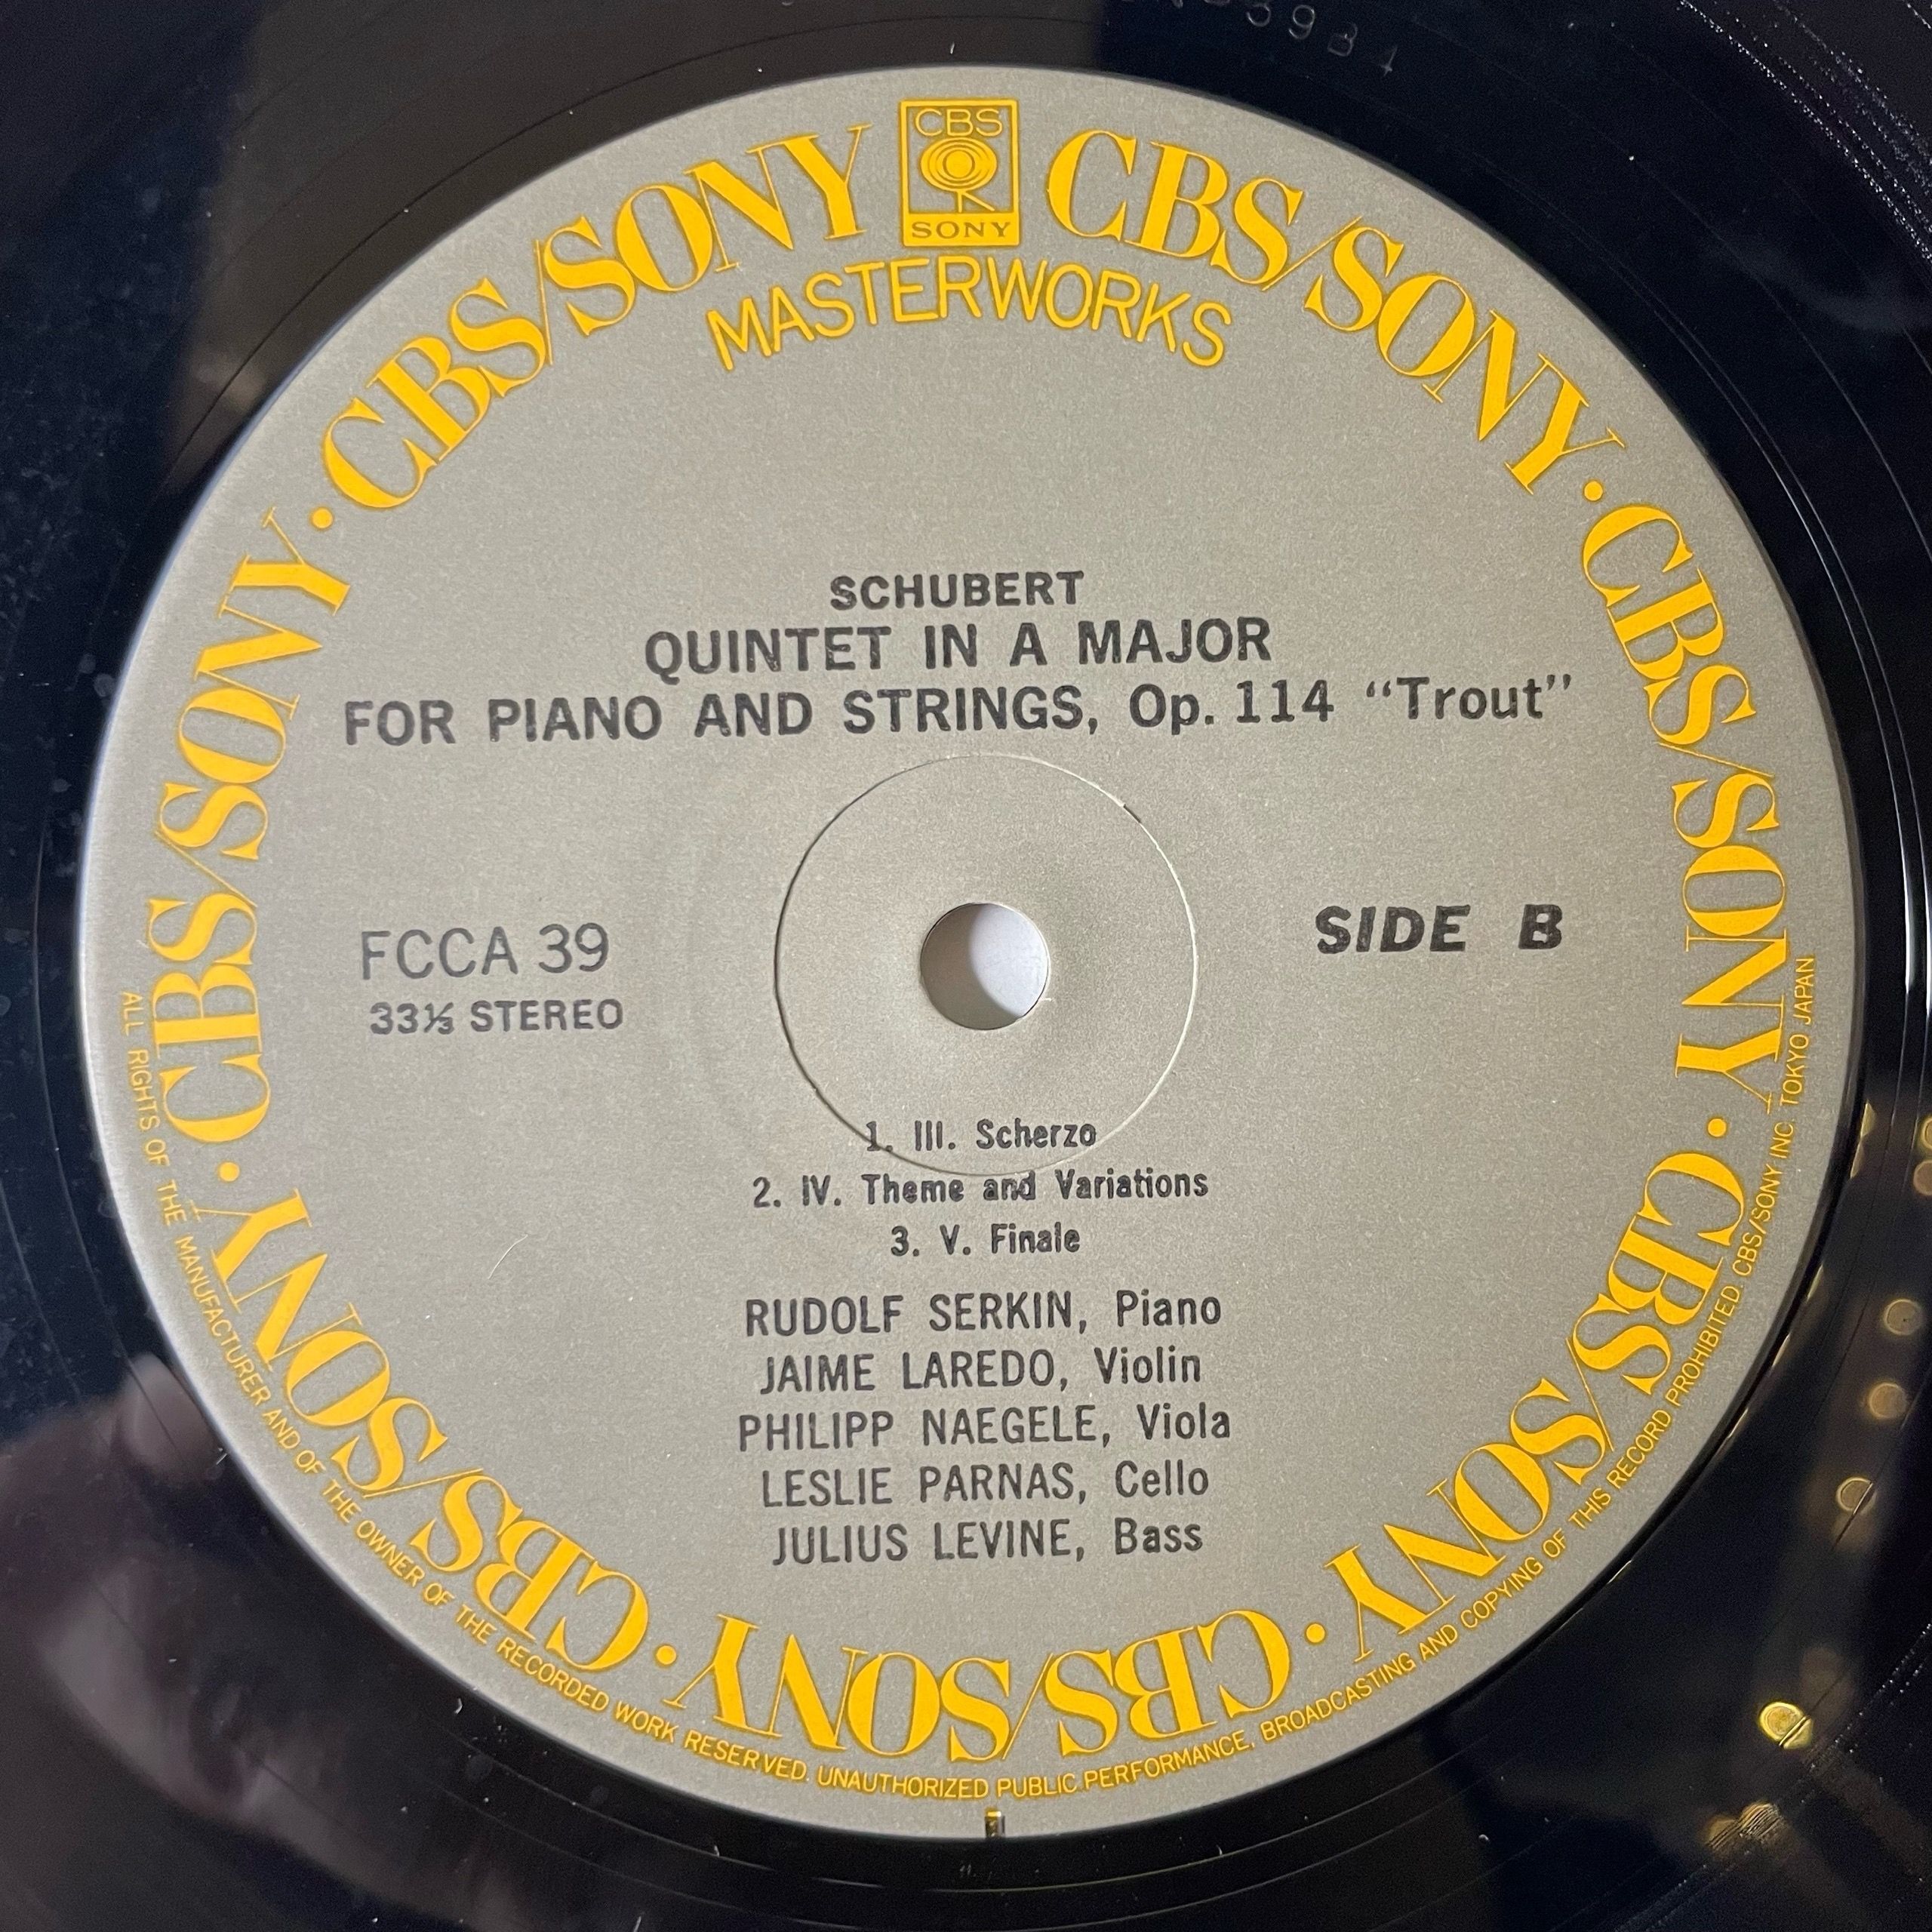 CBS
SONY
CBS/SONY · CBS/SONY · CBS/SONY · CBS/SONY · CBS/SONY · CBS/SONY · CBS/SONY · CBS/SONY
MASTERWORKS
SCHUBERT
QUINTET IN A MAJOR
FOR PIANO AND STRINGS, Op. 114 “Trout”
FCCA 39
33⅓ STEREO
SIDE B
1. III. Scherzo
2. IV. Theme and Variations
3. V. Finale
RUDOLF SERKIN, Piano
JAIME LAREDO, Violin
PHILIPP NAEGELE, Viola
LESLIE PARNAS, Cello
JULIUS LEVINE, Bass
ALL RIGHTS OF THE MANUFACTURER AND OF THE OWNER OF THE RECORDED WORK RESERVED. UNAUTHORIZED PUBLIC PERFORMANCE, BROADCASTING AND COPYING OF THIS RECORD PROHIBITED. CBS/SONY INC. TOKYO JAPAN